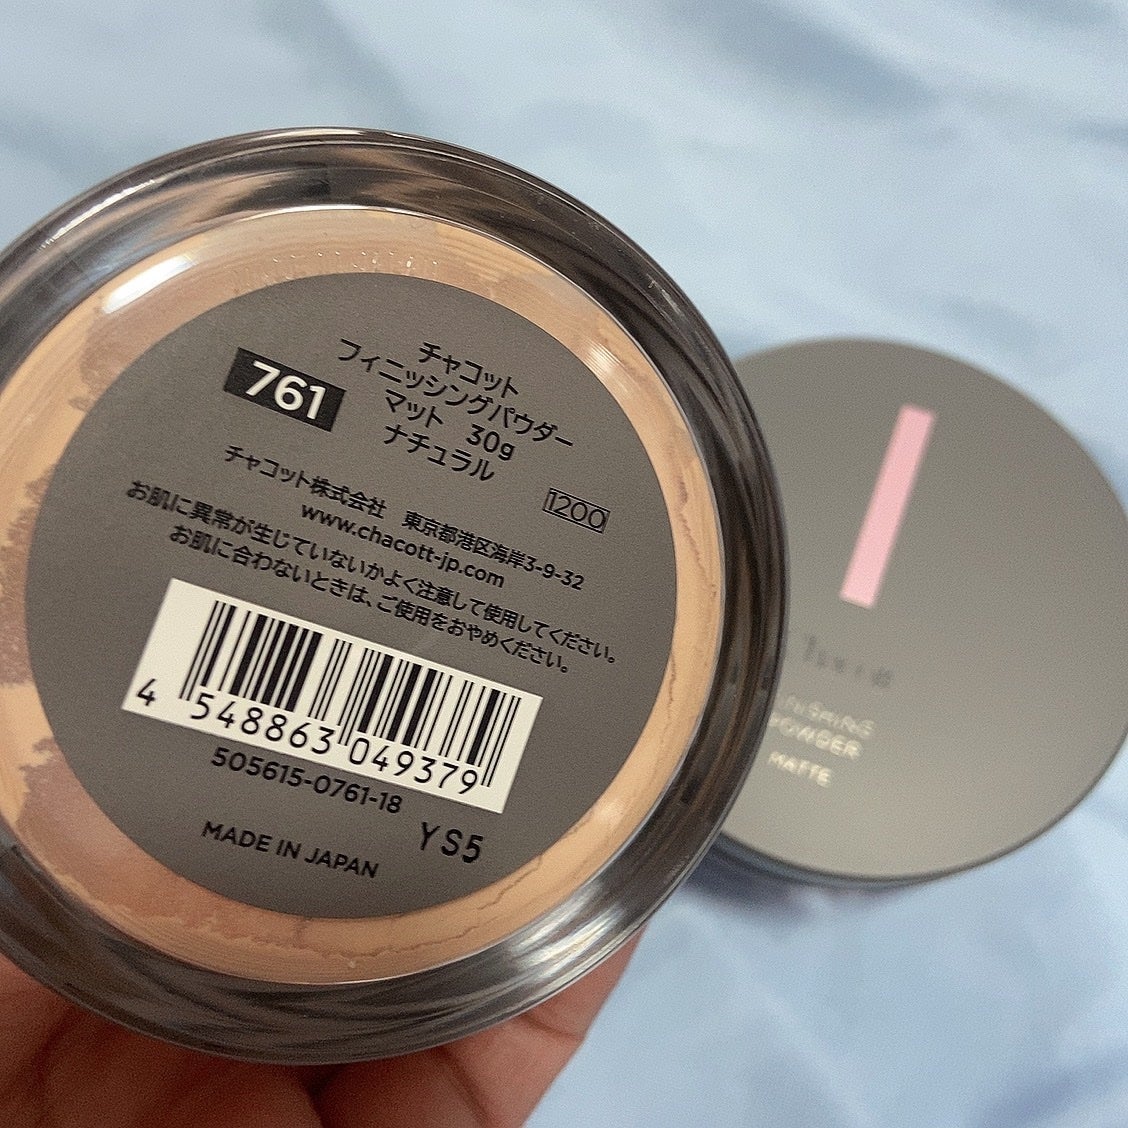 チャコット
フィニッシングパウダー
761
マット 30g
ナチュラル
1200
チャコット株式会社 東京都港区海岸3-9-32
www.chacott-jp.com
お肌に異常が生じていないかよく注意して使用してください。
お肌に合わないときは、ご使用をおやめください。
4 548863 049379
505615-0761-18
YS5
MADE IN JAPAN
POWDER
MATTE